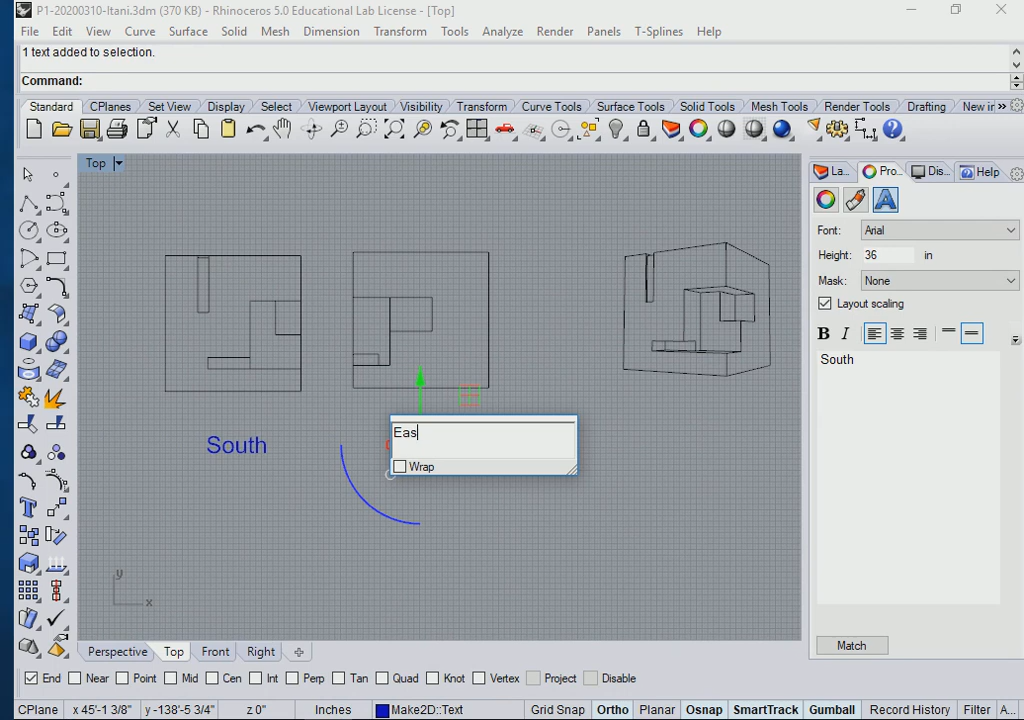 P1-20200310-Itani.3dm (370 KB) - Rhinoceros 5.0 Educational Lab License - [Top]
File Edit View Curve Surface Solid Mesh Dimension Transform Tools Analyze Render Panels T-Splines Help
1 text added to selection.
Command:
Standard CPlanes Set View Display Select Viewport Layout Visibility Transform Curve Tools Surface Tools Solid Tools Mesh Tools Render Tools Drafting New in »
Top
La... Pro... Dis... Help
Font: Arial
Height: 36 in
Mask: None
Layout scaling
B I
South
Eas
Wrap
South
y
x
Match
Perspective Top Front Right
End Near Point Mid Cen Int Perp Tan Quad Knot Vertex Project Disable
CPlane x 45'-1 3/8" y -138'-5 3/4" z 0" Inches Make2D::Text Grid Snap Ortho Planar Osnap SmartTrack Gumball Record History Filter A...